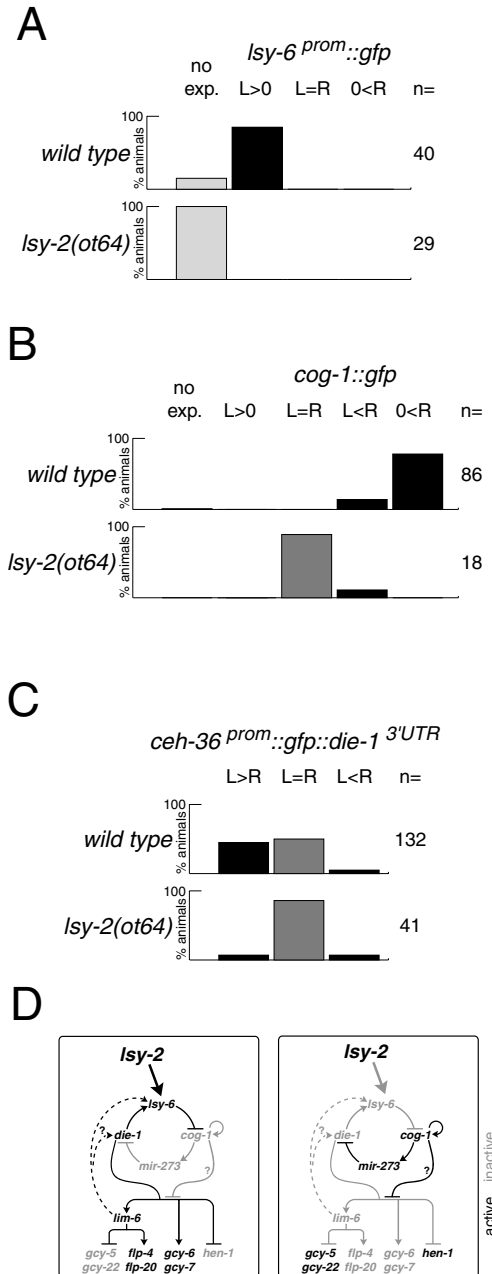 A
lsy-6 prom::gfp
no
exp. L>0 L=R 0<R n=
wild type % animals 100 40
lsy-2(ot64) % animals 100 29
B
cog-1::gfp
no
exp. L>0 L=R L<R 0<R n=
wild type % animals 100 86
lsy-2(ot64) % animals 100 18
C
ceh-36 prom::gfp::die-1 3'UTR
L>R L=R L<R n=
wild type % animals 100 132
lsy-2(ot64) % animals 100 41
D
lsy-2 lsy-2
lsy-6 lsy-6
? die-1 cog-1 ? die-1 cog-1
mir-273 ? mir-273 ?
lim-6 lim-6
gcy-5 flp-4 gcy-6 hen-1 gcy-5 flp-4 gcy-6 hen-1
gcy-22 flp-20 gcy-7 gcy-22 flp-20 gcy-7
active inactive